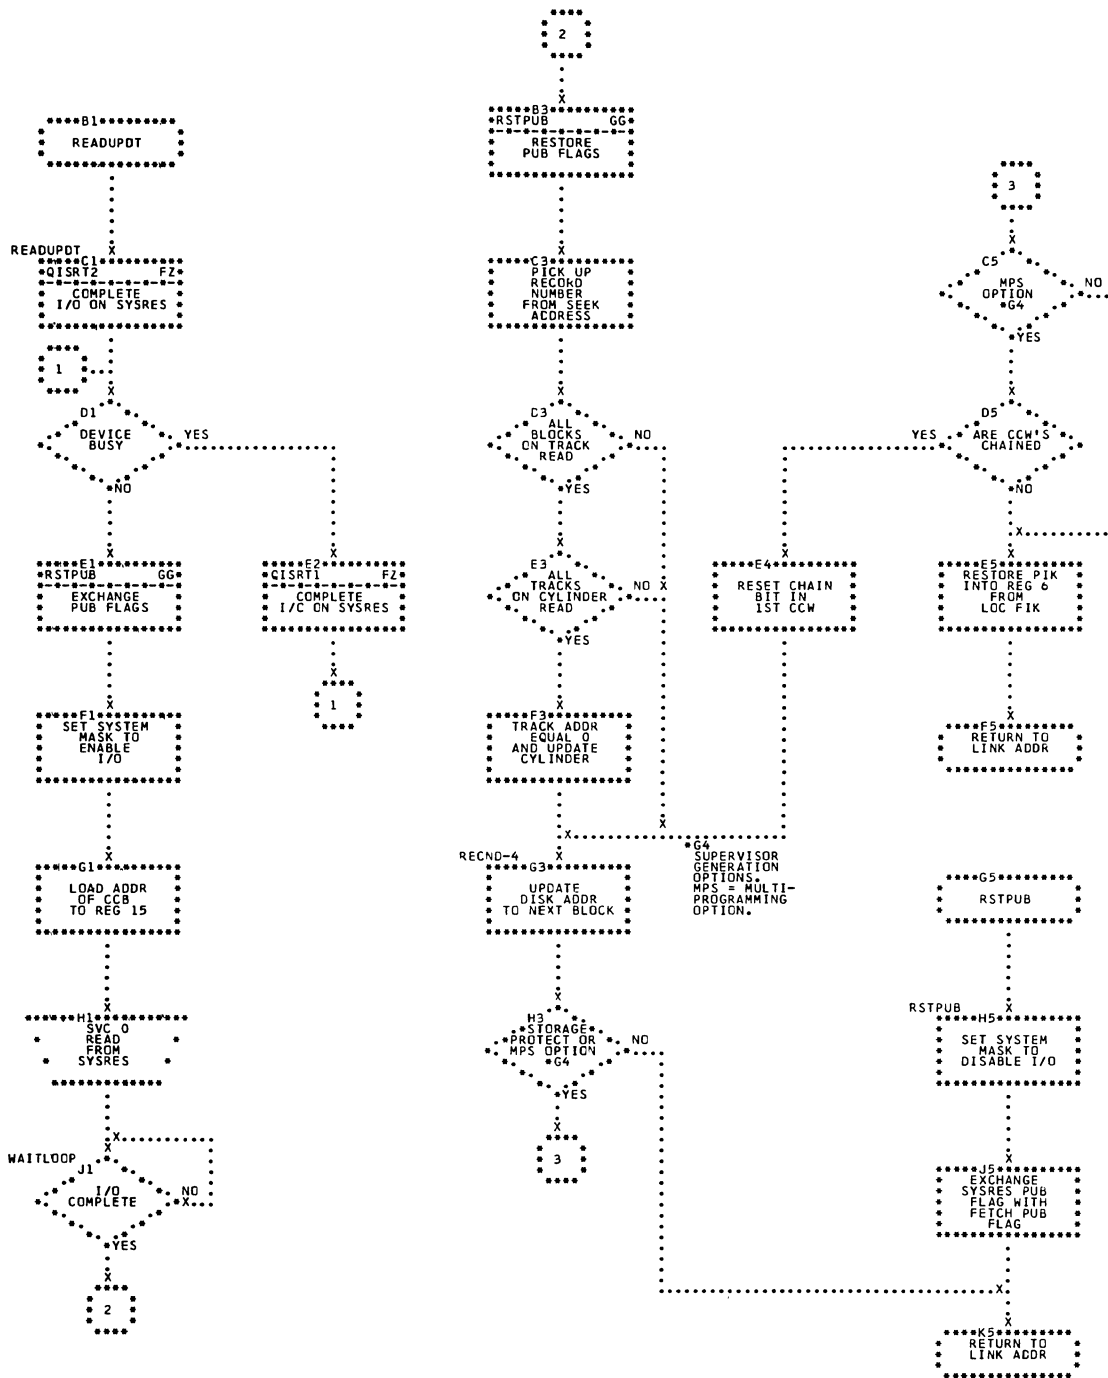 2
B1
READUPDT
B3
RSTPUB GG
RESTORE
PUB FLAGS
3
READUPDT
C1
QISRT2 FZ
COMPLETE
I/O ON SYSRES
C3
PICK UP
RECORD
NUMBER
FROM SEEK
ADDRESS
C5
MPS
OPTION
*G4
NO
YES
1
D1
DEVICE
BUSY
YES
NO
D3
ALL
BLOCKS
ON TRACK
READ
NO
YES
D5
YES
ARE CCW'S
CHAINED
NO
E1
RSTPUB GG
EXCHANGE
PUB FLAGS
E2
QISRT1 FZ
COMPLETE
I/C ON SYSRES
E3
ALL
TRACKS
ON CYLINDER
READ
NO
YES
E4
RESET CHAIN
BIT IN
1ST CCW
E5
RESTORE PIK
INTO REG 6
FROM
LOC FIK
1
F1
SET SYSTEM
MASK TO
ENABLE
I/O
F3
TRACK ADDR
EQUAL 0
AND UPDATE
CYLINDER
F5
RETURN TO
LINK ADDR
G1
LOAD ADDR
OF CCB
TO REG 15
RECND-4
G3
UPDATE
DISK ADDR
TO NEXT BLOCK
*G4
SUPERVISOR
GENERATION
OPTIONS.
MPS = MULTI-
PROGRAMMING
OPTION.
G5
RSTPUB
H1
SVC 0
READ
FROM
SYSRES
H3
STORAGE
PROTECT OR
MPS OPTION
*G4
NO
YES
RSTPUB
H5
SET SYSTEM
MASK TO
DISABLE I/O
WAITLOOP
J1
I/O
COMPLETE
NO
YES
3
J5
EXCHANGE
SYSRES PUB
FLAG WITH
FETCH PUB
FLAG
2
K5
RETURN TO
LINK ADDR